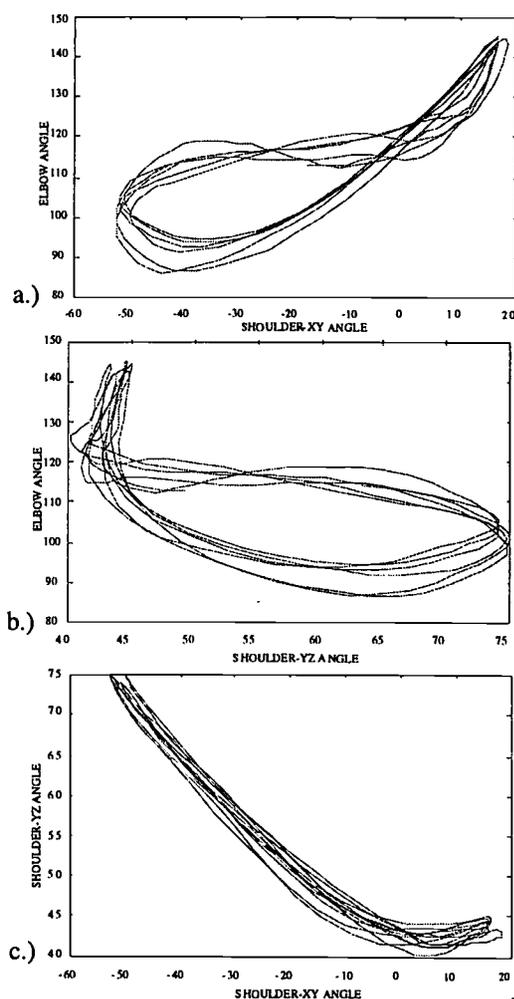 150
140
130
120
110
100
90
80
ELBOW ANGLE
a.)
-60 -50 -40 -30 -20 -10 0 10 20
SHOULDER-XY ANGLE
150
140
130
120
110
100
90
80
ELBOW ANGLE
b.)
40 45 50 55 60 65 70 75
SHOULDER-YZ ANGLE
75
70
65
60
55
50
45
40
SHOULDER-YZ ANGLE
c.)
-60 -50 -40 -30 -20 -10 0 10 20
SHOULDER-XY ANGLE